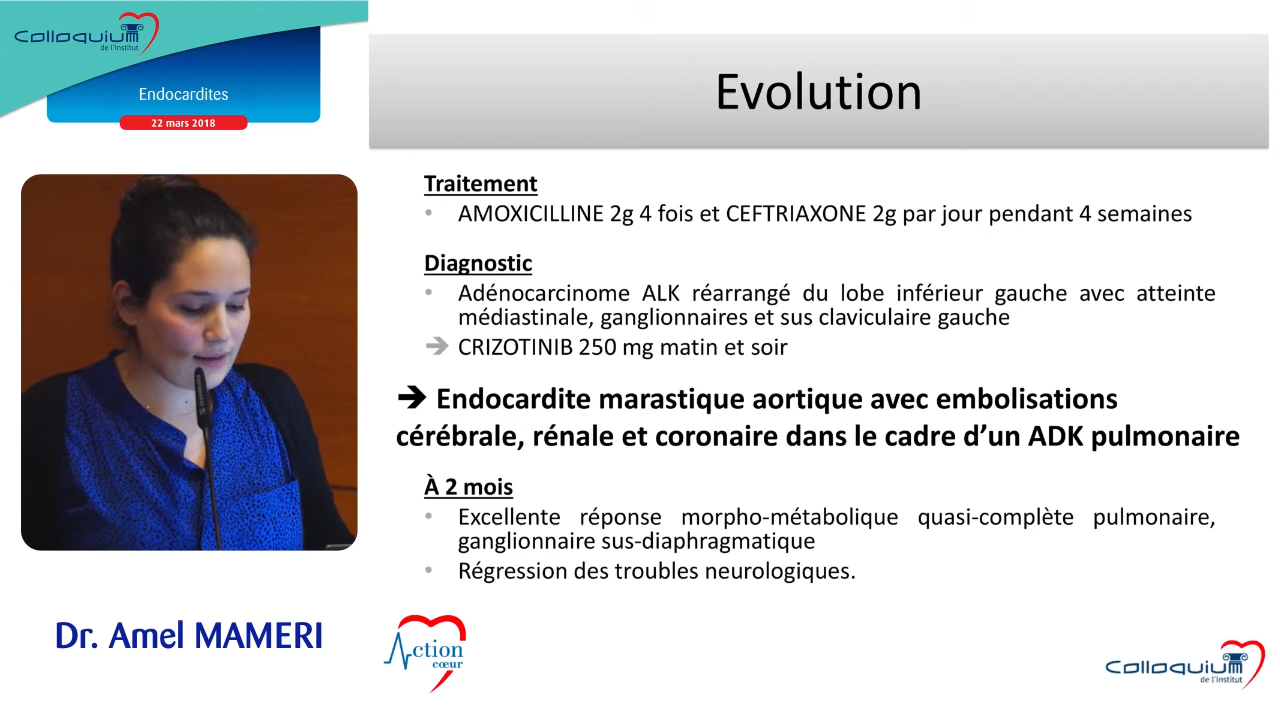 Colloquium
de l'Institut
Endocardites
22 mars 2018
Evolution
Traitement
• AMOXICILLINE 2g 4 fois et CEFTRIAXONE 2g par jour pendant 4 semaines
Diagnostic
• Adénocarcinome ALK réarrangé du lobe inférieur gauche avec atteinte
médiastinale, ganglionnaires et sus claviculaire gauche
➔ CRIZOTINIB 250 mg matin et soir
➔ Endocardite marastique aortique avec embolisations
cérébrale, rénale et coronaire dans le cadre d’un ADK pulmonaire
À 2 mois
• Excellente réponse morpho-métabolique quasi-complète pulmonaire,
ganglionnaire sus-diaphragmatique
• Régression des troubles neurologiques.
Dr. Amel MAMERI
Action
cœur
Colloquium
de l'Institut